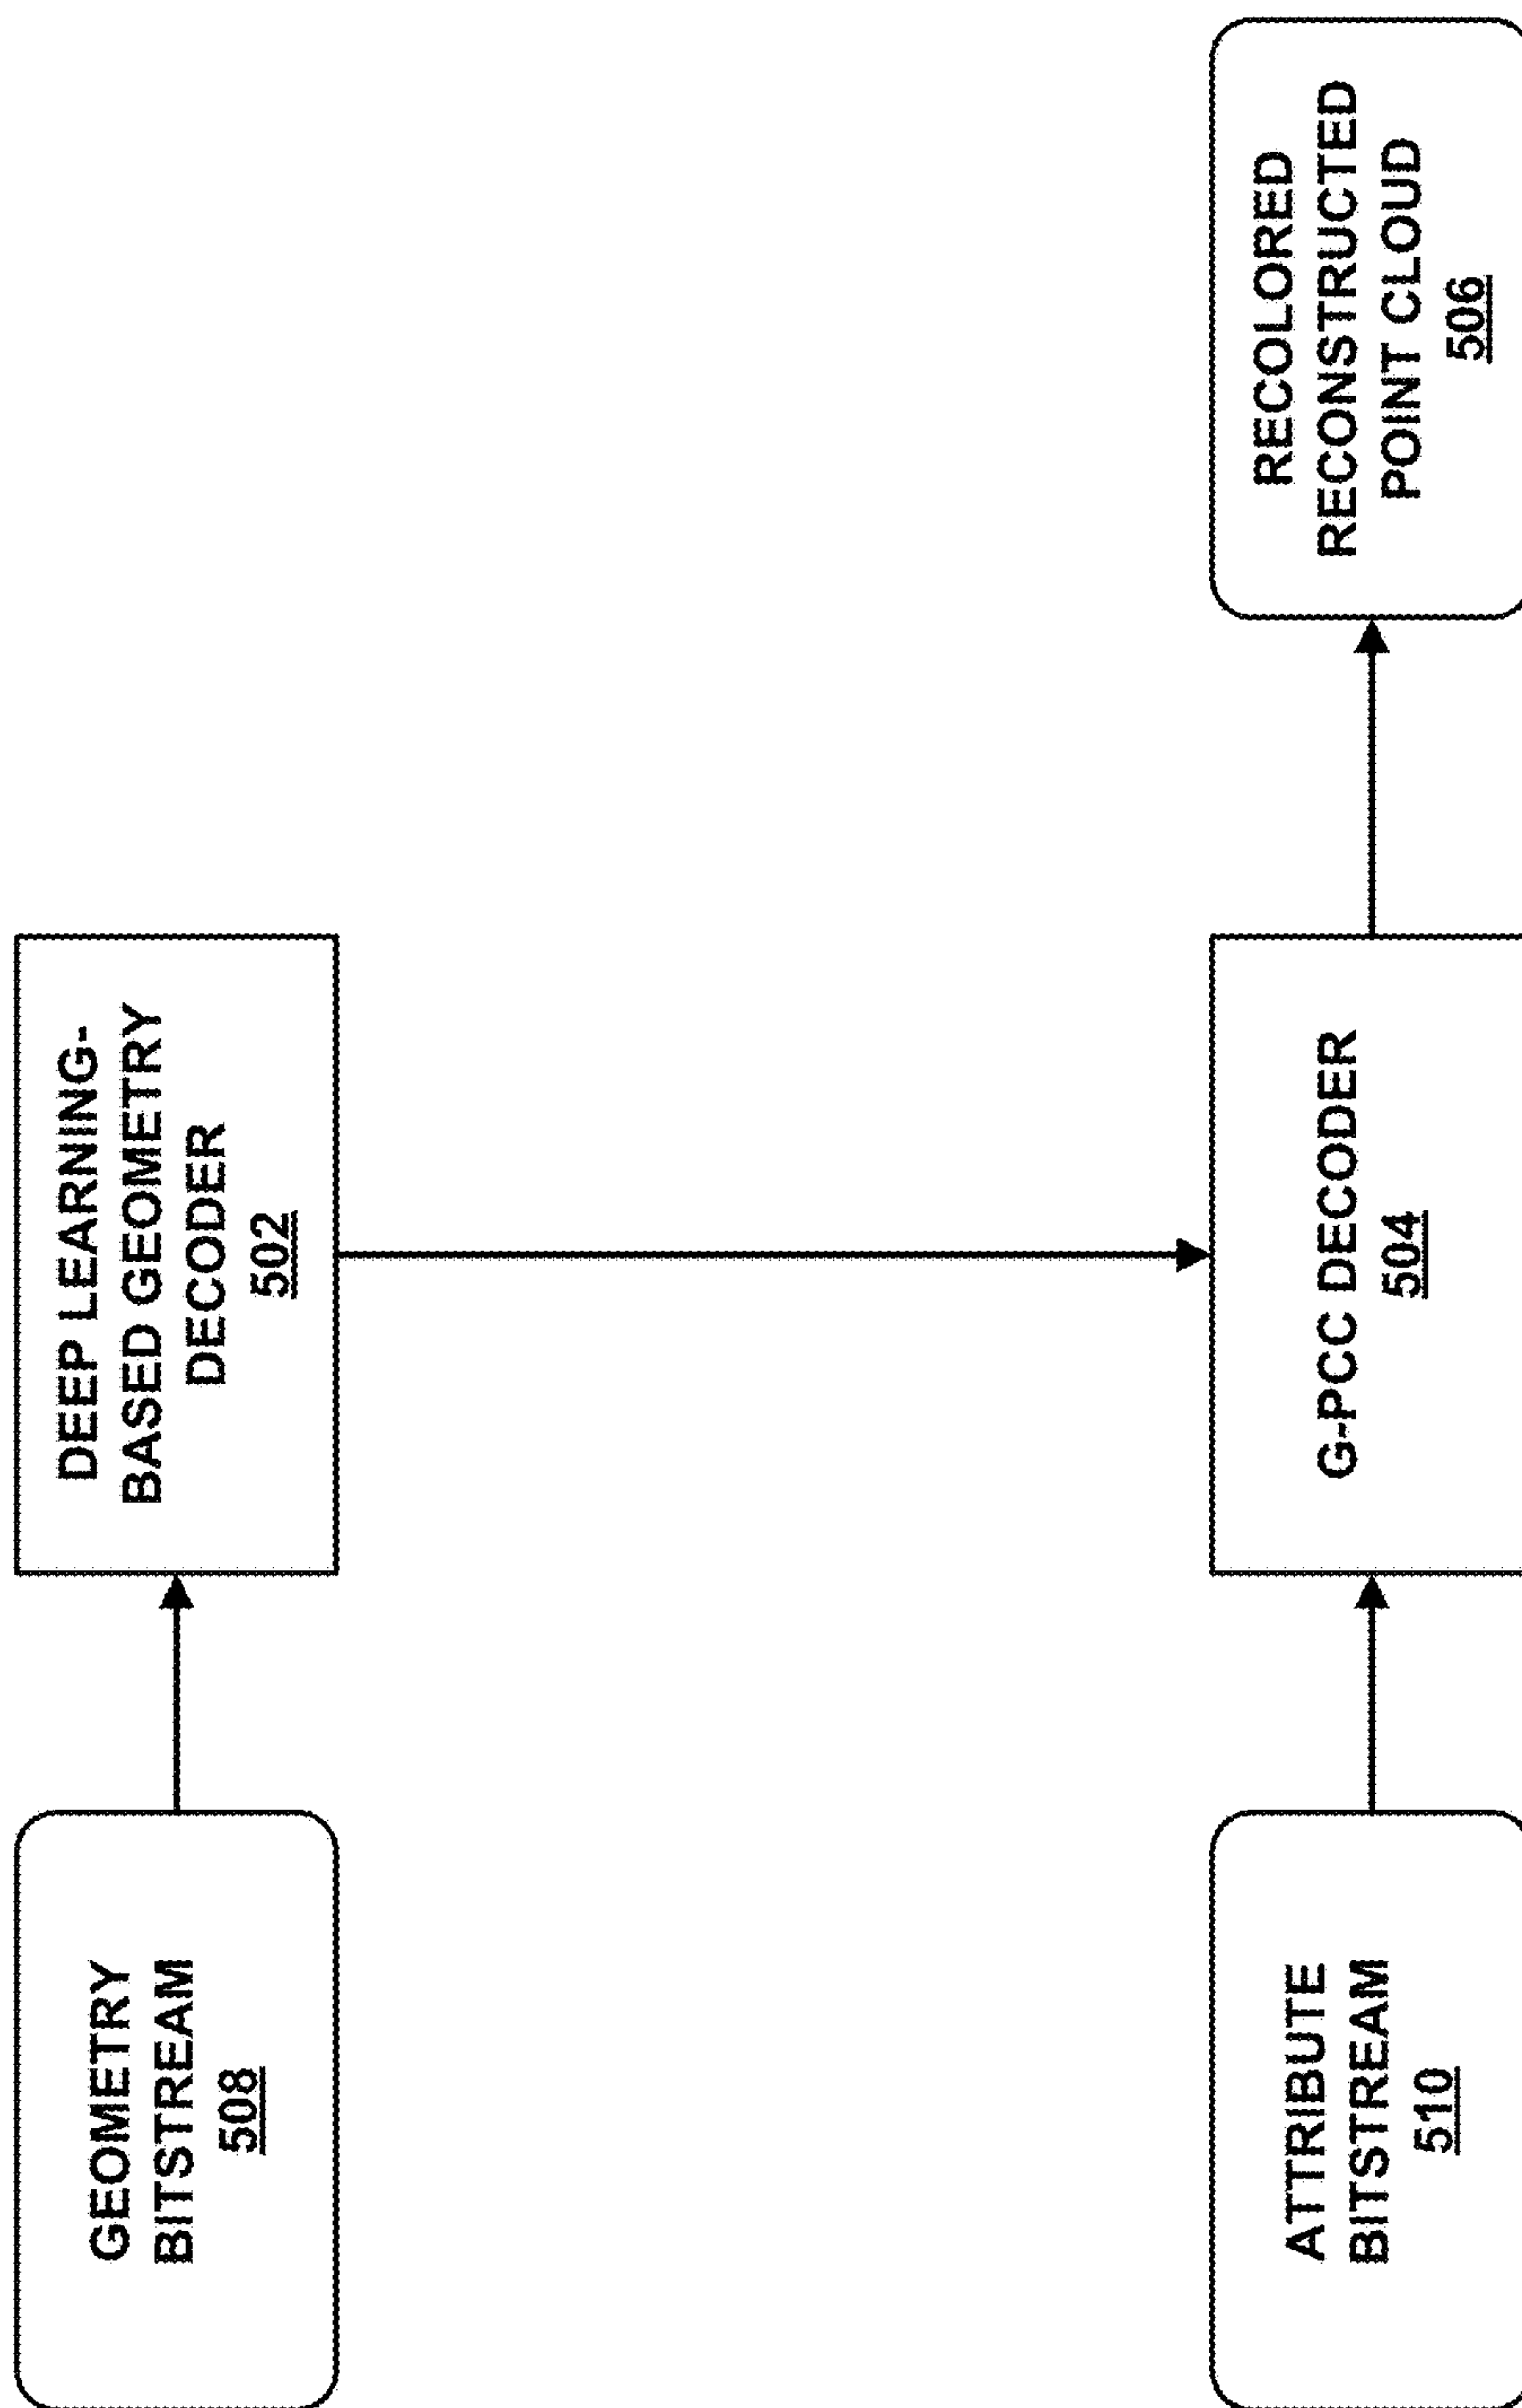 GEOMETRY
BITSTREAM
508
DEEP LEARNING-
BASED GEOMETRY
DECODER
502
ATTRIBUTE
BITSTREAM
510
G-PCC DECODER
504
RECOLORED
RECONSTRUCTED
POINT CLOUD
506